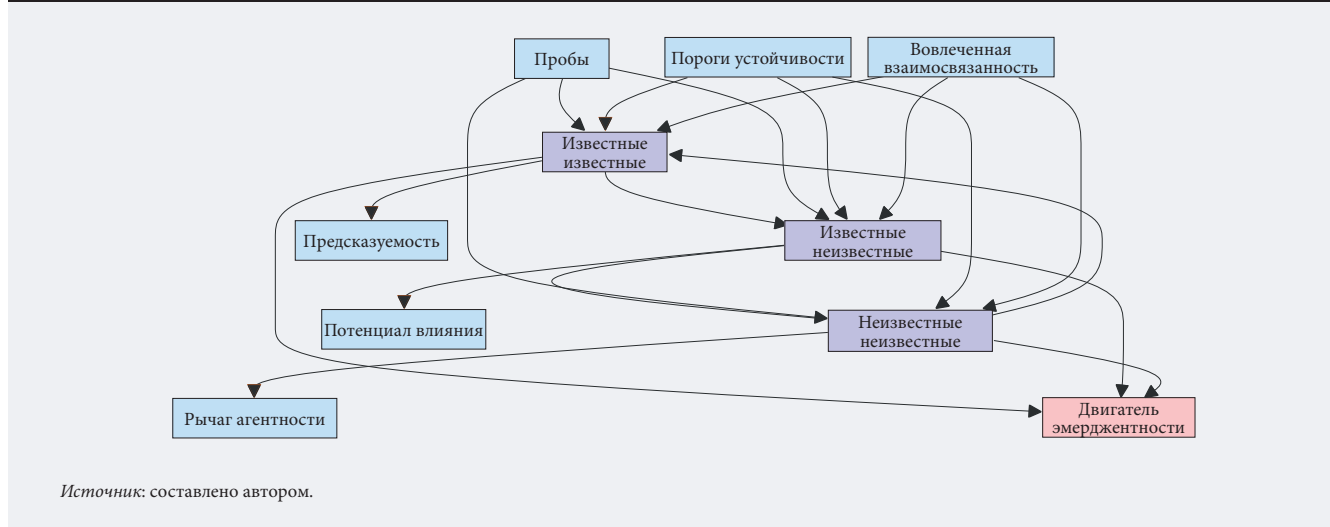 Пробы
Пороги устойчивости
Вовлеченная
взаимосвязанность
Известные
известные
Предсказуемость
Известные
неизвестные
Потенциал влияния
Неизвестные
неизвестные
Рычаг агентности
Двигатель
эмерджентности
Источник: составлено автором.